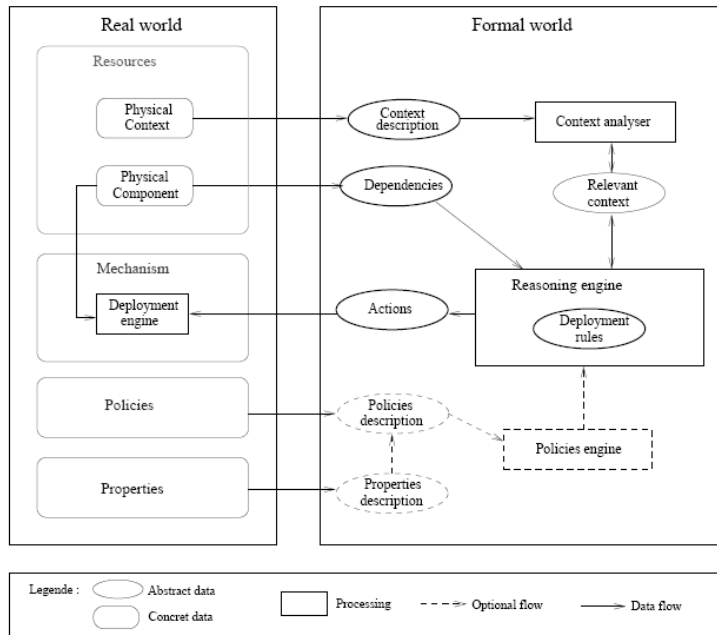 Real world
Formal world
Resources
Physical
Context
Context
description
Context analyser
Physical
Component
Dependencies
Relevant
context
Mechanism
Deployment
engine
Actions
Reasoning engine
Deployment
rules
Policies
Policies
description
Policies engine
Properties
Properties
description
Legende :
Abstract data
Concret data
Processing
Optional flow
Data flow